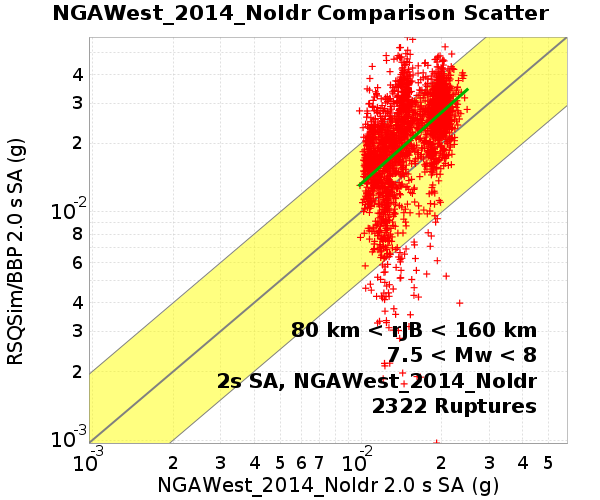 NGAWest_2014_NoIdr Comparison Scatter
RSQSim/BBP 2.0 s SA (g)
4
3
2
10-2
8
6
4
3
2
10-3
80 km < rJB < 160 km
7.5 < Mw < 8
2s SA, NGAWest_2014_NoIdr
2322 Ruptures
10-3 2 3 4 5 6 7 10-2 2 3 4 5
NGAWest_2014_NoIdr 2.0 s SA (g)